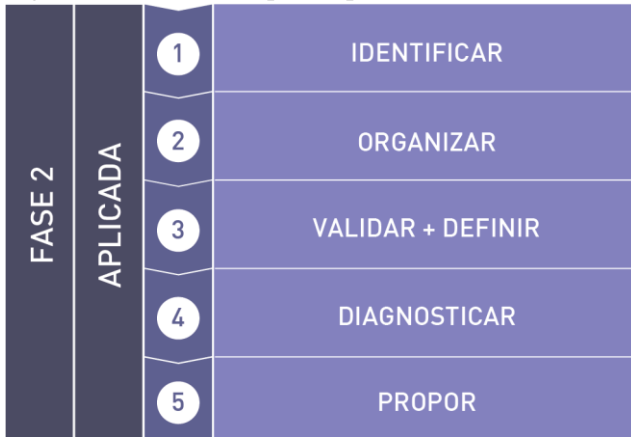 FASE 2
APLICADA
1 IDENTIFICAR
2 ORGANIZAR
3 VALIDAR + DEFINIR
4 DIAGNOSTICAR
5 PROPOR